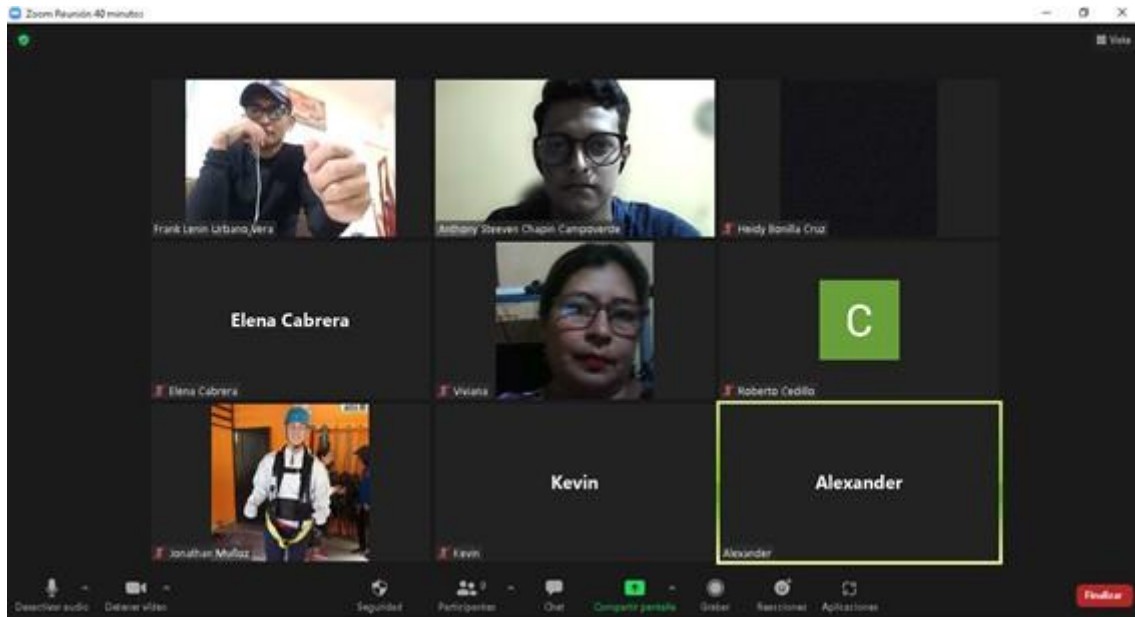 Zoom Reunión 40 minutos
Vista
Frank Lenin Urbano Vera
Anthony Steeven Chapin Campoverde
Heidy Bonilla Cruz
Elena Cabrera
Elena Cabrera
Viviana
C
Roberto Cedillo
Jonathan Muñoz
Kevin
Kevin
Alexander
Alexander
Desactivar audio
Detener vídeo
Seguridad
Participantes
9
Chat
Compartir pantalla
Grabar
Reacciones
Aplicaciones
Finalizar